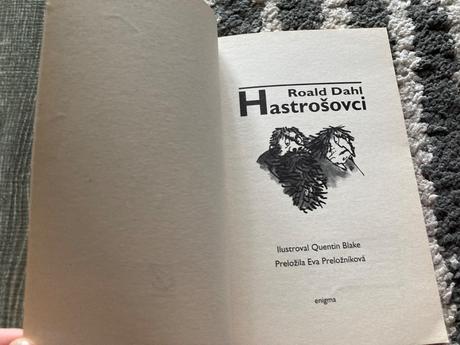 Roald Dahl
Hastrošovci
Ilustroval Quentin Blake
Preložila Eva Preložníková
enigma